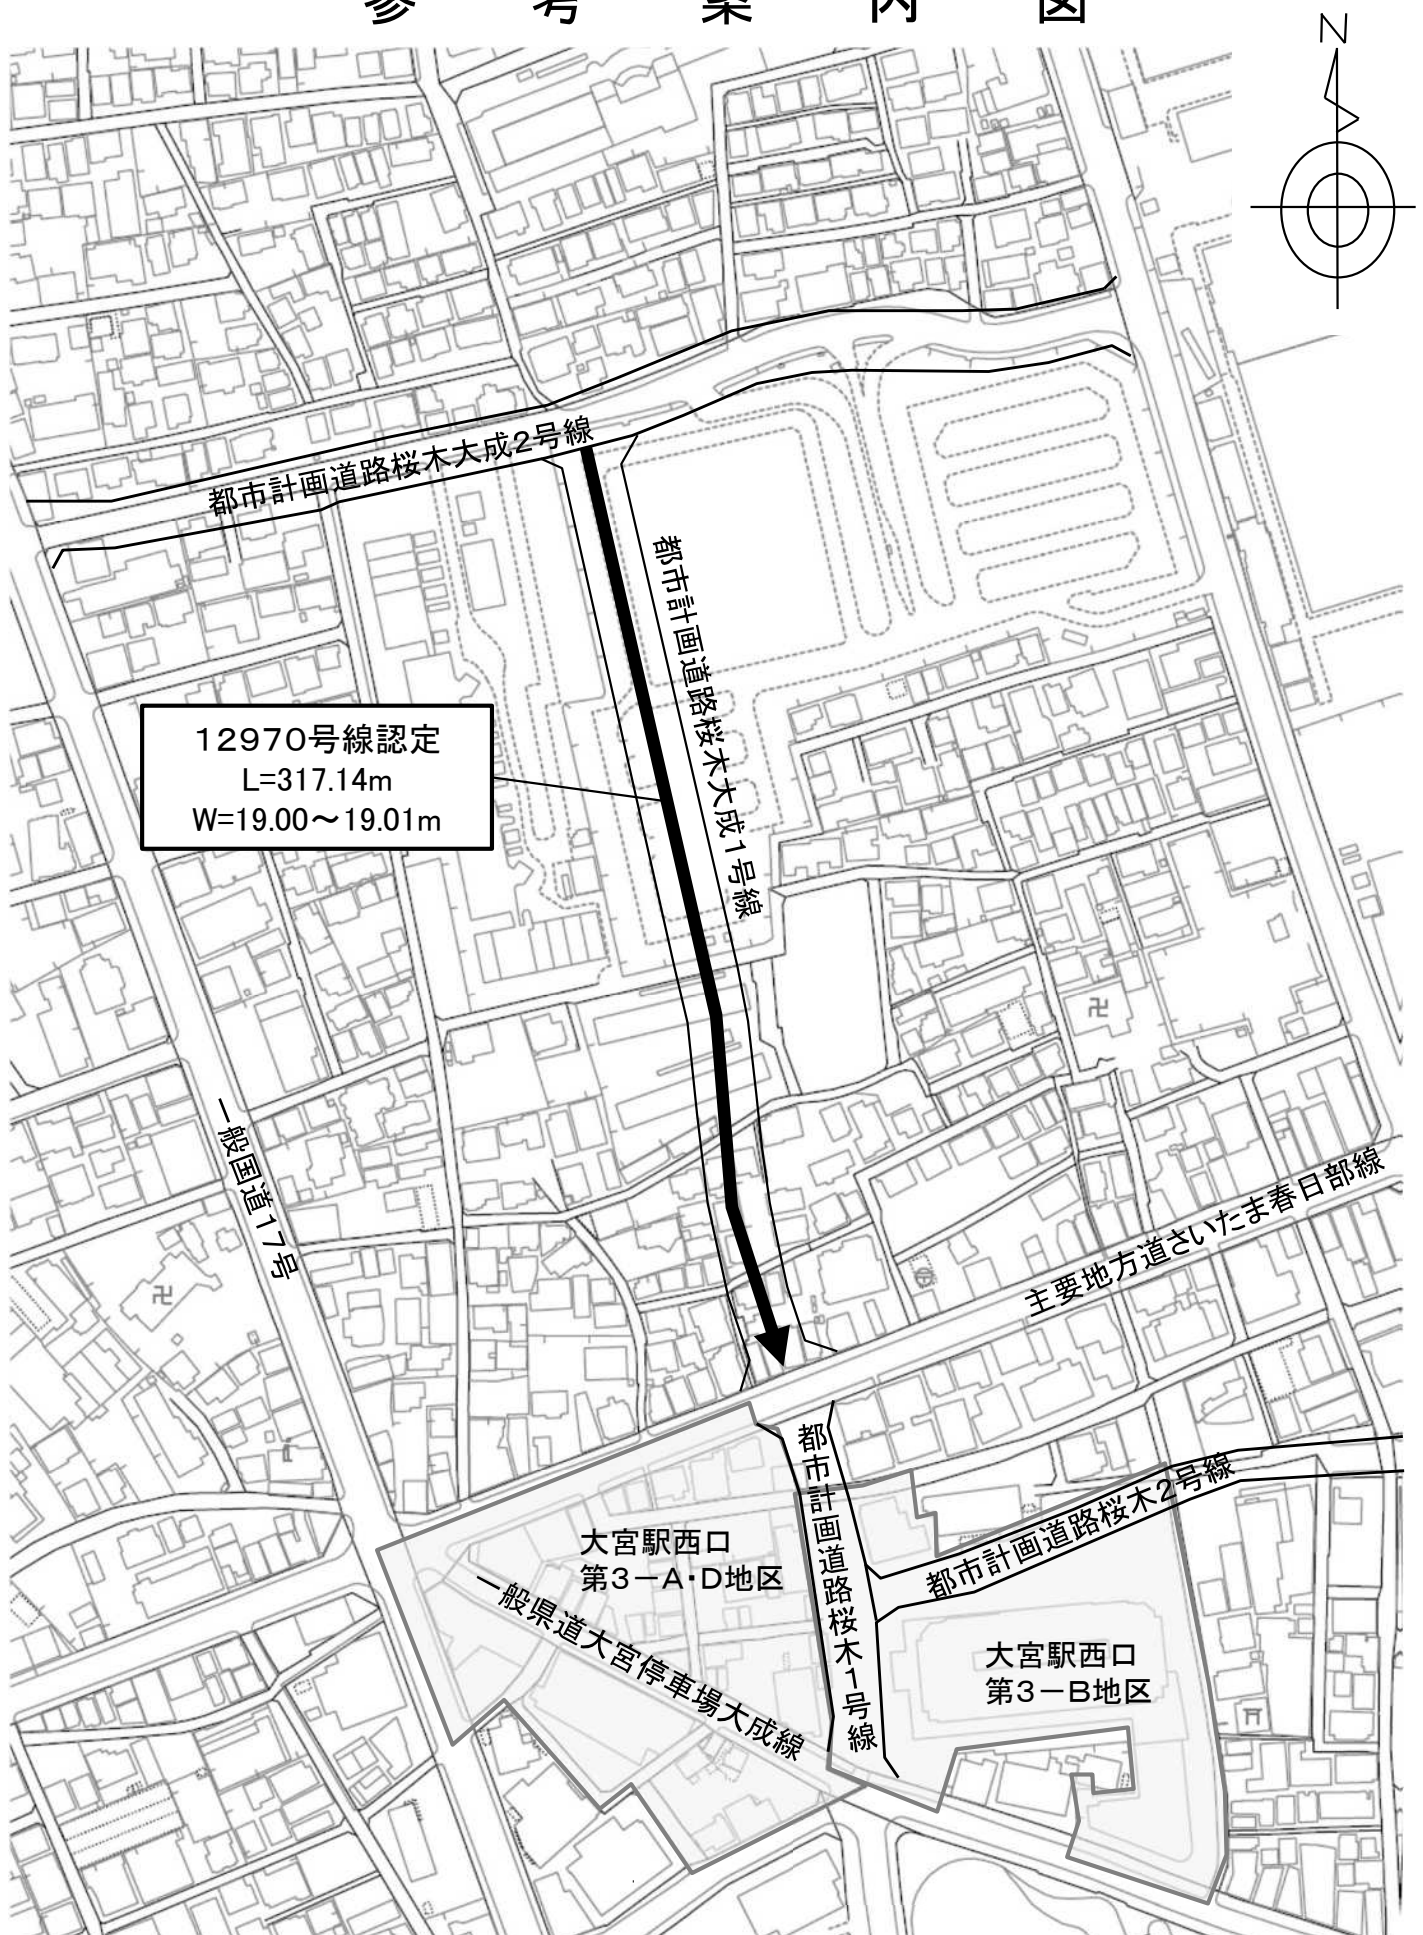 参考案内図
N
都市計画道路桜木大成2号線
都市計画道路桜木大成1号線
12970号線認定
L=317.14m
W=19.00～19.01m
一般国道17号
主要地方道さいたま春日部線
都市計画道路桜木1号線
都市計画道路桜木2号線
大宮駅西口
第3－A・D地区
一般県道大宮停車場大成線
大宮駅西口
第3－B地区